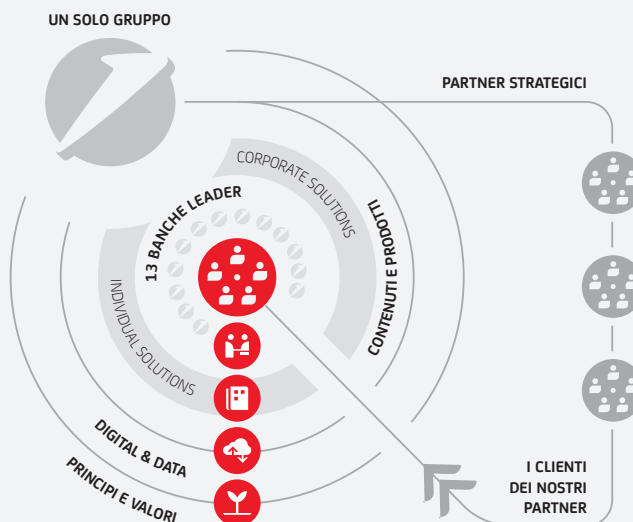 UN SOLO GRUPPO
PARTNER STRATEGICI
CORPORATE SOLUTIONS
13 BANCHE LEADER
CONTENUTI E PRODOTTI
INDIVIDUAL SOLUTIONS
DIGITAL & DATA
PRINCIPI E VALORI
I CLIENTI
DEI NOSTRI
PARTNER